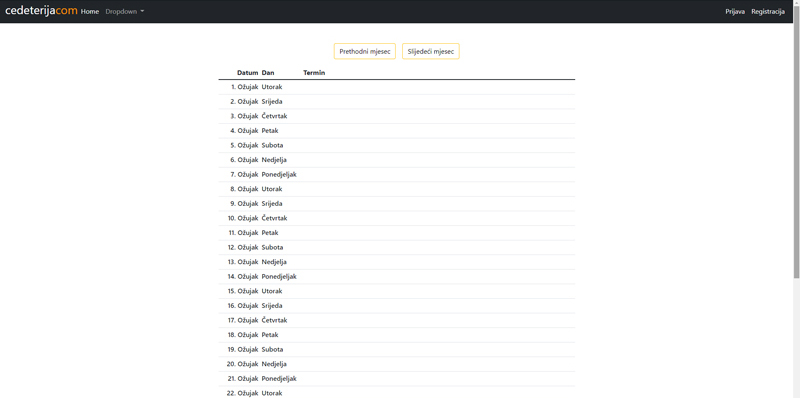 cedeterijacom Home Dropdown Prijava Registracija
Prethodni mjesec Slijedeći mjesec
Datum Dan Termin
1. Ožujak Utorak
2. Ožujak Srijeda
3. Ožujak Četvrtak
4. Ožujak Petak
5. Ožujak Subota
6. Ožujak Nedjelja
7. Ožujak Ponedjeljak
8. Ožujak Utorak
9. Ožujak Srijeda
10. Ožujak Četvrtak
11. Ožujak Petak
12. Ožujak Subota
13. Ožujak Nedjelja
14. Ožujak Ponedjeljak
15. Ožujak Utorak
16. Ožujak Srijeda
17. Ožujak Četvrtak
18. Ožujak Petak
19. Ožujak Subota
20. Ožujak Nedjelja
21. Ožujak Ponedjeljak
22. Ožujak Utorak